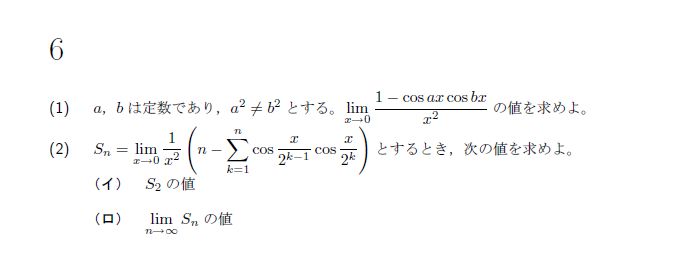 6
(1) a, b は定数であり，$a^2 \neq b^2$ とする。$\displaystyle\lim_{x \to 0} \frac{1 - \cos ax \cos bx}{x^2}$ の値を求めよ。
(2) $S_n = \displaystyle\lim_{x \to 0} \frac{1}{x^2} \left( n - \sum_{k=1}^{n} \cos \frac{x}{2^{k-1}} \cos \frac{x}{2^k} \right)$ とするとき，次の値を求めよ。
(イ) $S_2$ の値
(ロ) $\displaystyle\lim_{n \to \infty} S_n$ の値